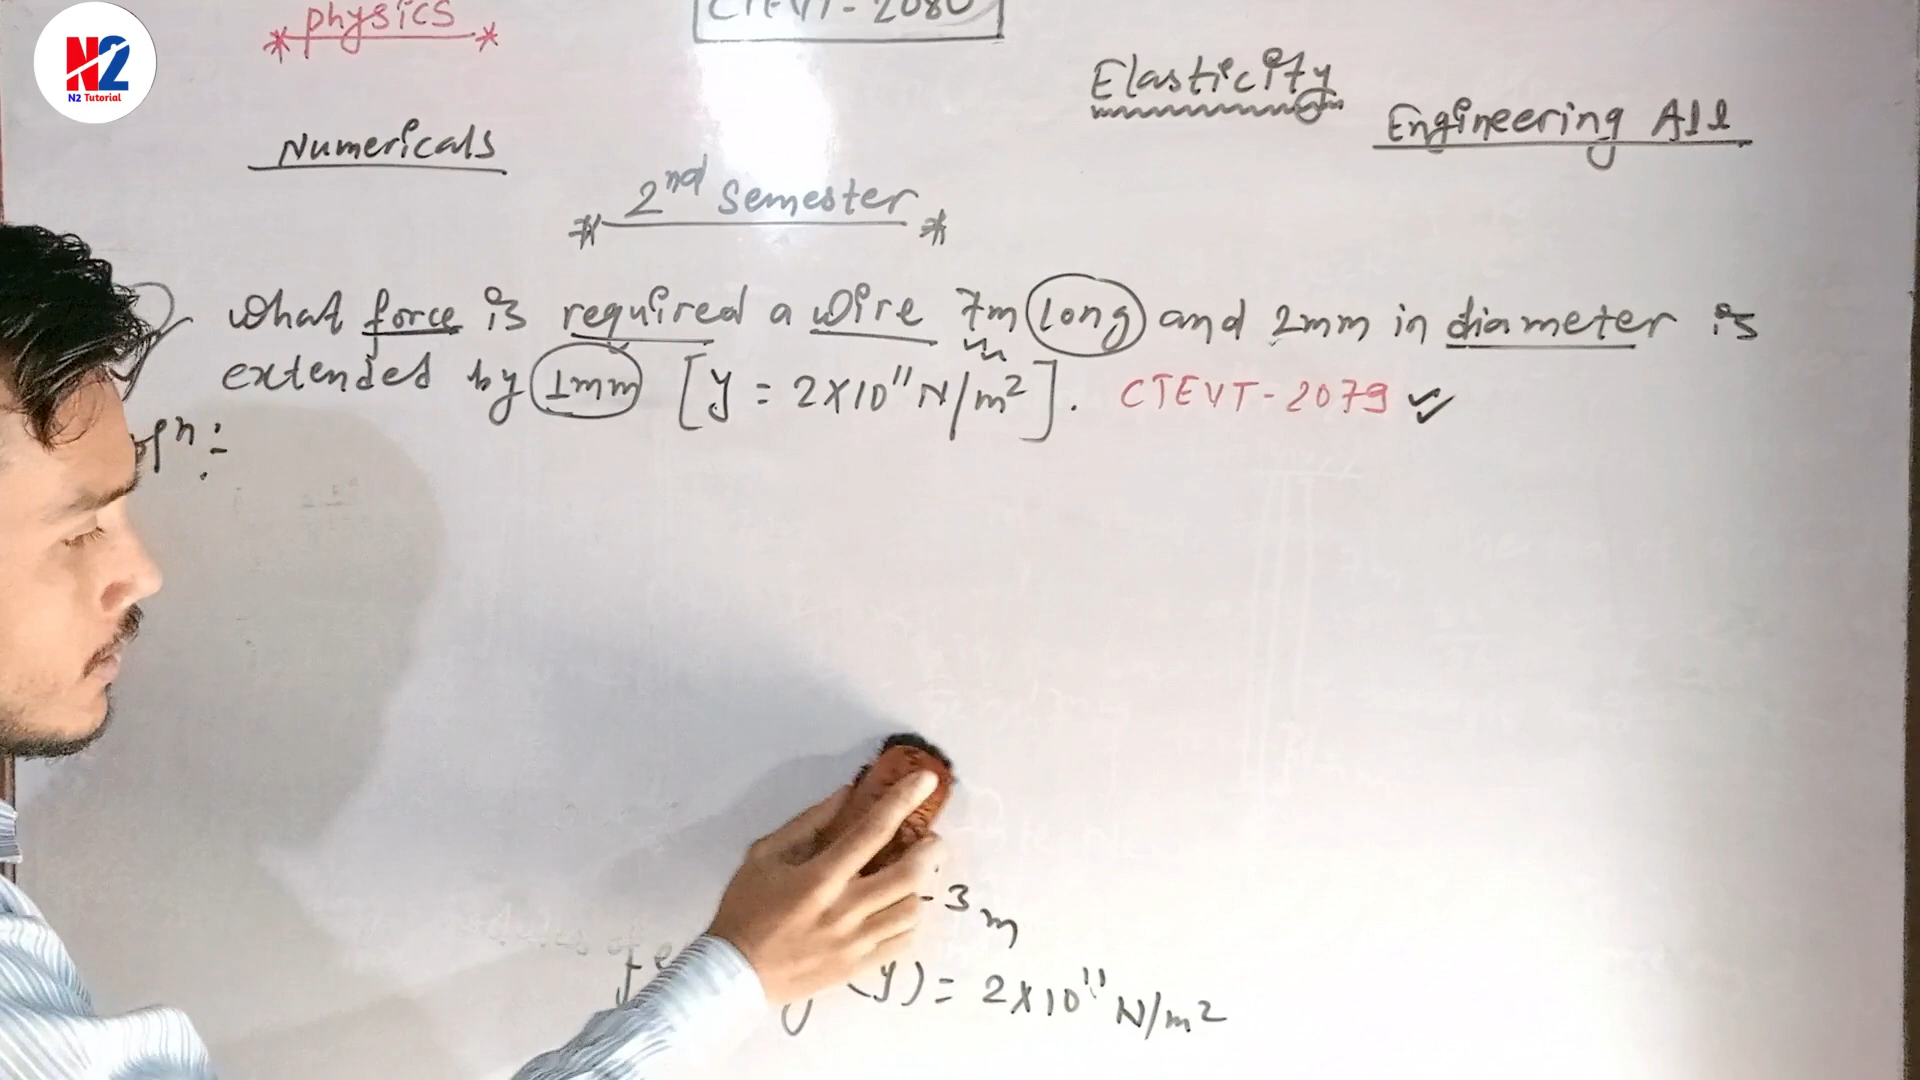 N2
N2 Tutorial
* physics *
CTEVT - 2080
Elasticity
Engineering All
Numericals
* 2nd Semester *
what force is required a wire 7m long and 2mm in diameter is
extended by 1mm [y = 2×10¹¹ N/m²]. CTEVT - 2079
-3 m
y) = 2×10¹¹ N/m²